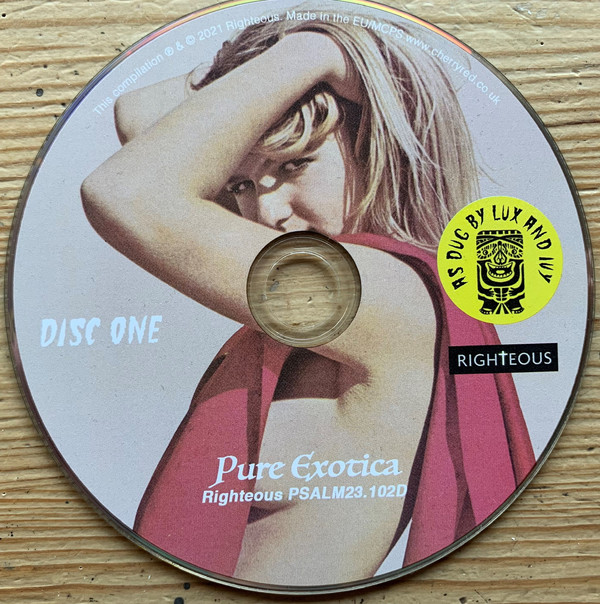 This compilation ℗ & © 2021 Righteous. Made in the EU/MCPS www.cherryred.co.uk
AS DUG BY LUX AND IVY
DISC ONE
RIGHTEOUS
Pure Exotica
Righteous PSALM23.102D